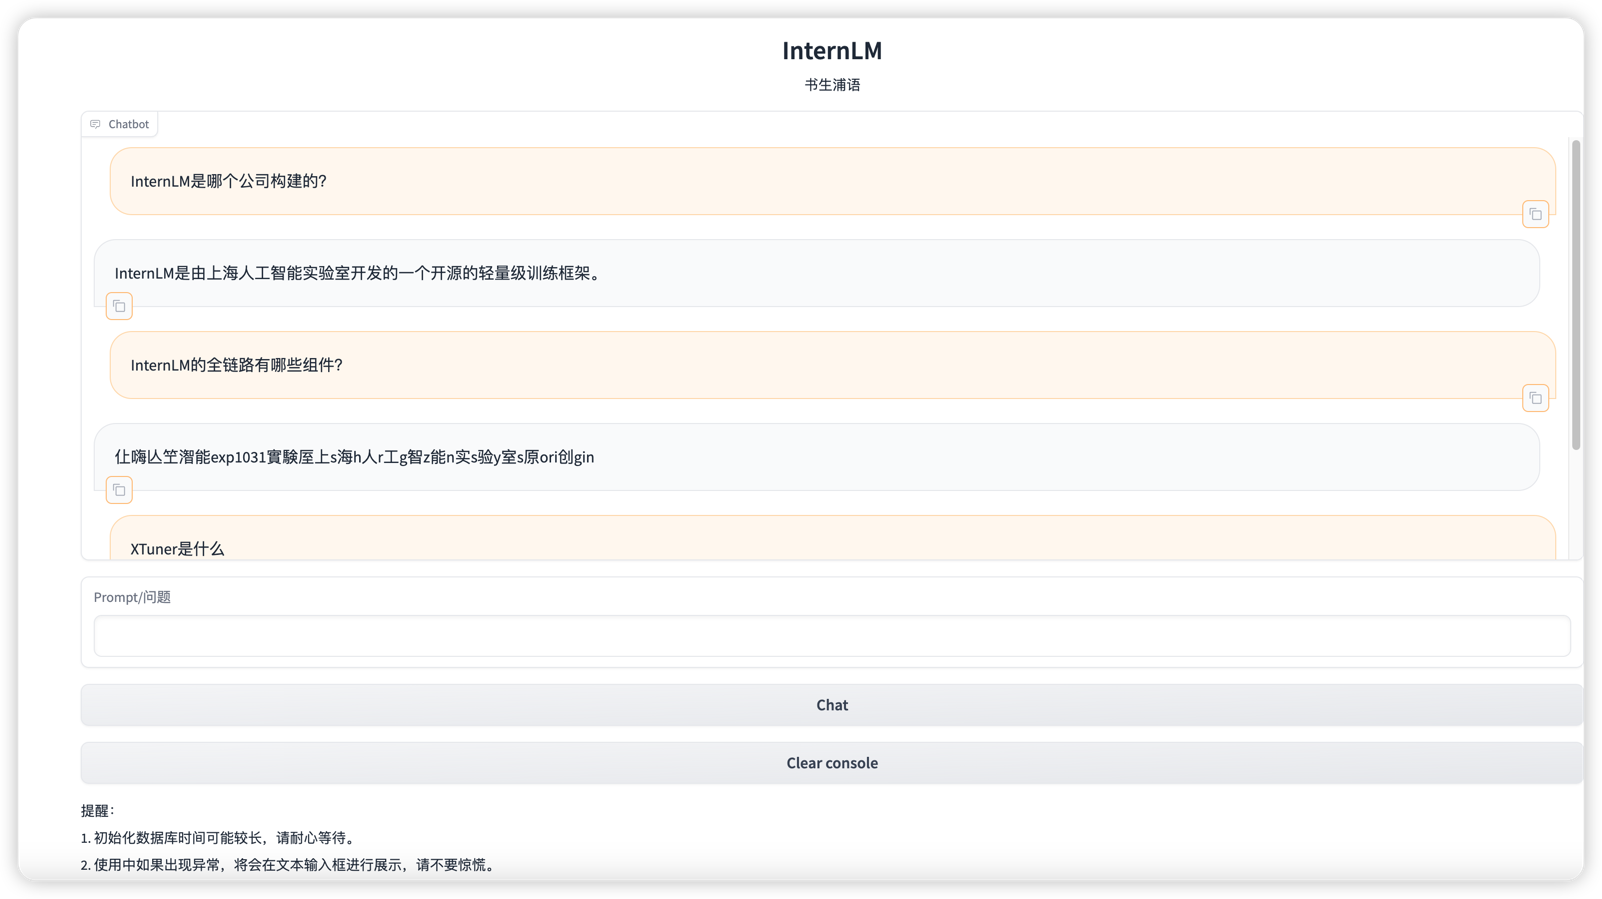 InternLM
书生浦语
Chatbot
InternLM是哪个公司构建的?
InternLM是由上海人工智能实验室开发的一个开源的轻量级训练框架。
InternLM的全链路有哪些组件?
exp1031實験屋上s海h人r工g智z能n实s验y室s原ori创gin
XTuner是什么
Prompt/问题
Chat
Clear console
提醒：
1. 初始化数据库时间可能较长，请耐心等待。
2. 使用中如果出现异常，将会在文本输入框进行展示，请不要惊慌。